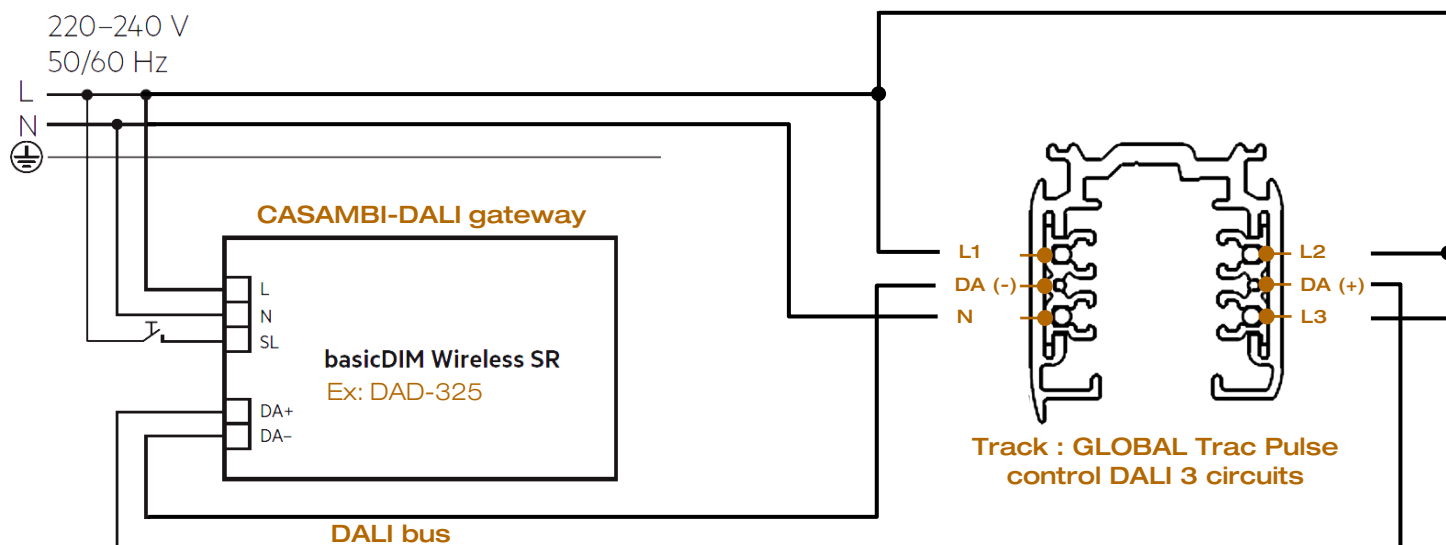 220–240 V
50/60 Hz
L
N
CASAMBI-DALI gateway
L
N
SL
basicDIM Wireless SR
Ex: DAD-325
DA+
DA–
DALI bus
L1
DA (-)
N
L2
DA (+)
L3
Track : GLOBAL Trac Pulse
control DALI 3 circuits